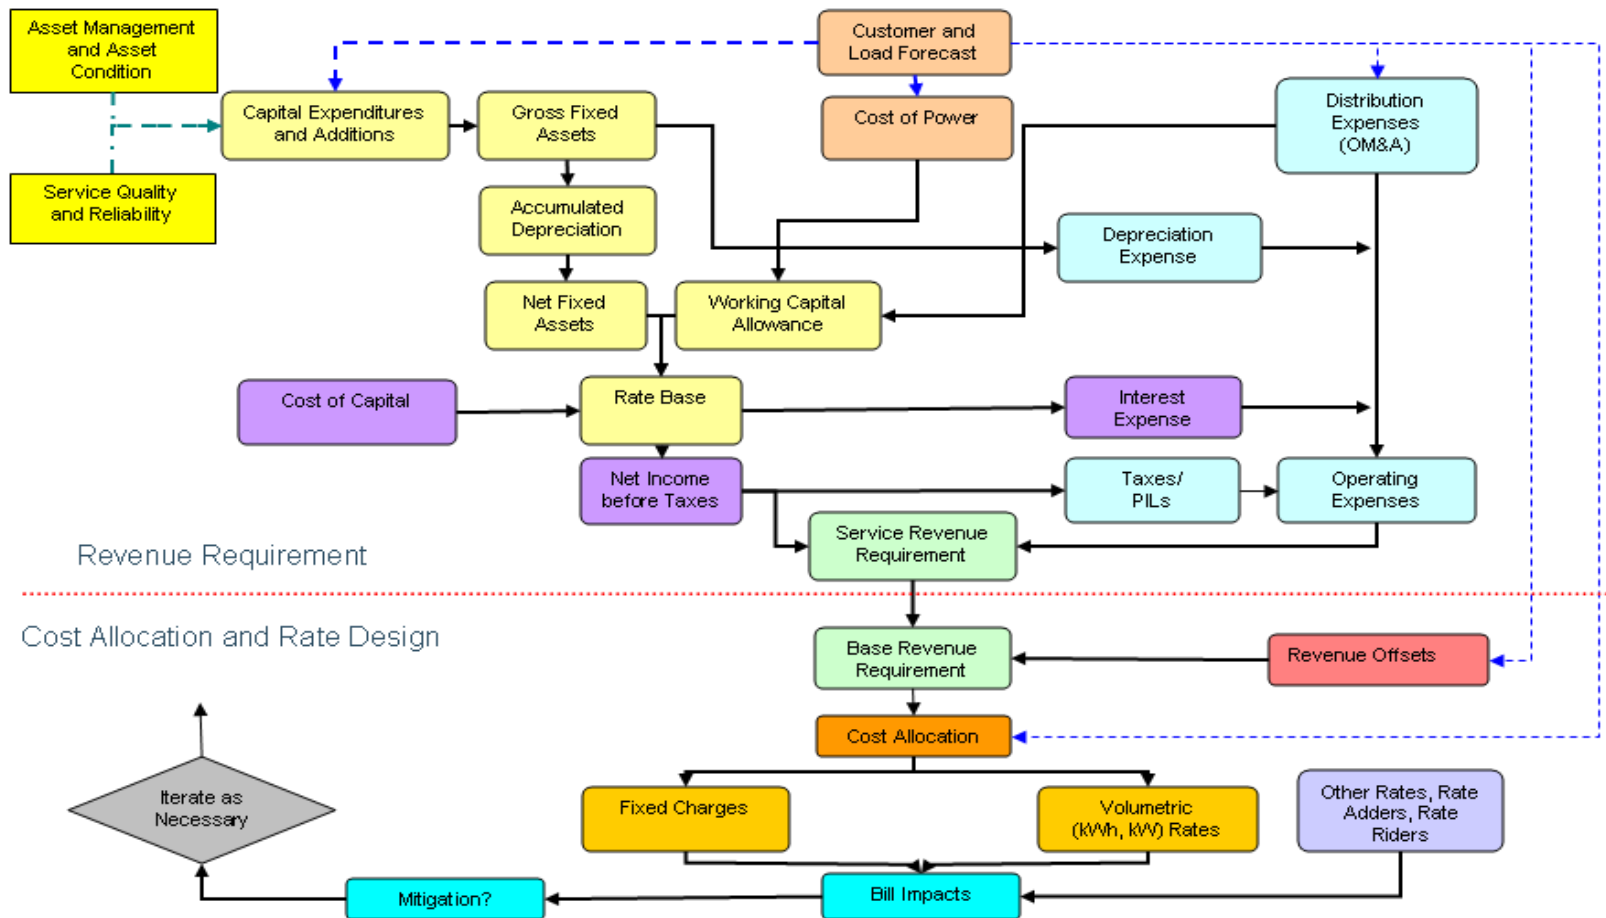 Asset Management
and Asset
Condition
Customer and
Load Forecast
Capital Expenditures
and Additions
Gross Fixed
Assets
Cost of Power
Distribution
Expenses
(OM&A)
Service Quality
and Reliability
Accumulated
Depreciation
Depreciation
Expense
Net Fixed
Assets
Working Capital
Allowance
Cost of Capital
Rate Base
Interest
Expense
Net Income
before Taxes
Taxes/
PILs
Operating
Expenses
Service Revenue
Requirement
Revenue Requirement
Cost Allocation and Rate Design
Base Revenue
Requirement
Revenue Offsets
Cost Allocation
Iterate as
Necessary
Fixed Charges
Volumetric
(kWh, kW) Rates
Other Rates, Rate
Adders, Rate
Riders
Mitigation?
Bill Impacts